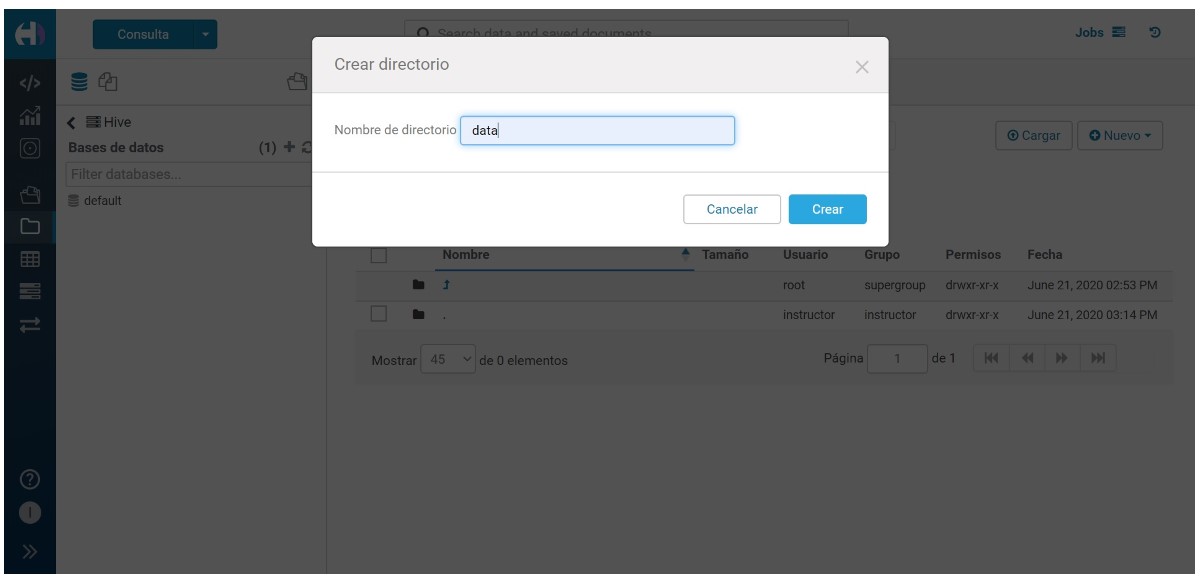 Consulta
Search data and saved documents...
Jobs
Crear directorio
Nombre de directorio data
Cancelar Crear
Hive
Bases de datos (1)
Filter databases...
default
Cargar Nuevo
Nombre Tamaño Usuario Grupo Permisos Fecha
root supergroup drwxr-xr-x June 21, 2020 02:53 PM
. instructor instructor drwxr-xr-x June 21, 2020 03:14 PM
Mostrar 45 de 0 elementos Página 1 de 1
I